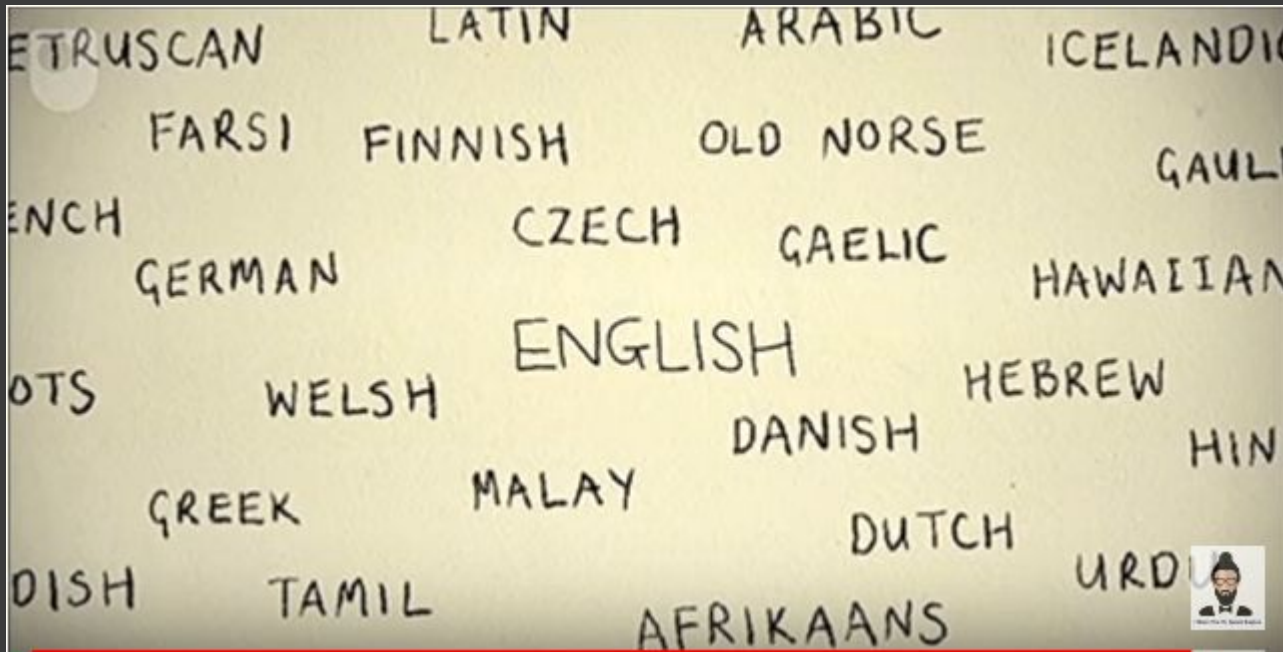 ETRUSCAN LATIN ARABIC ICELANDIC
FARSI FINNISH OLD NORSE GAULI
ENCH CZECH GAELIC
GERMAN HAWAIIAN
ENGLISH
OTS WELSH HEBREW
DANISH HIN
GREEK MALAY
DUTCH
DISH TAMIL URDU
AFRIKAANS